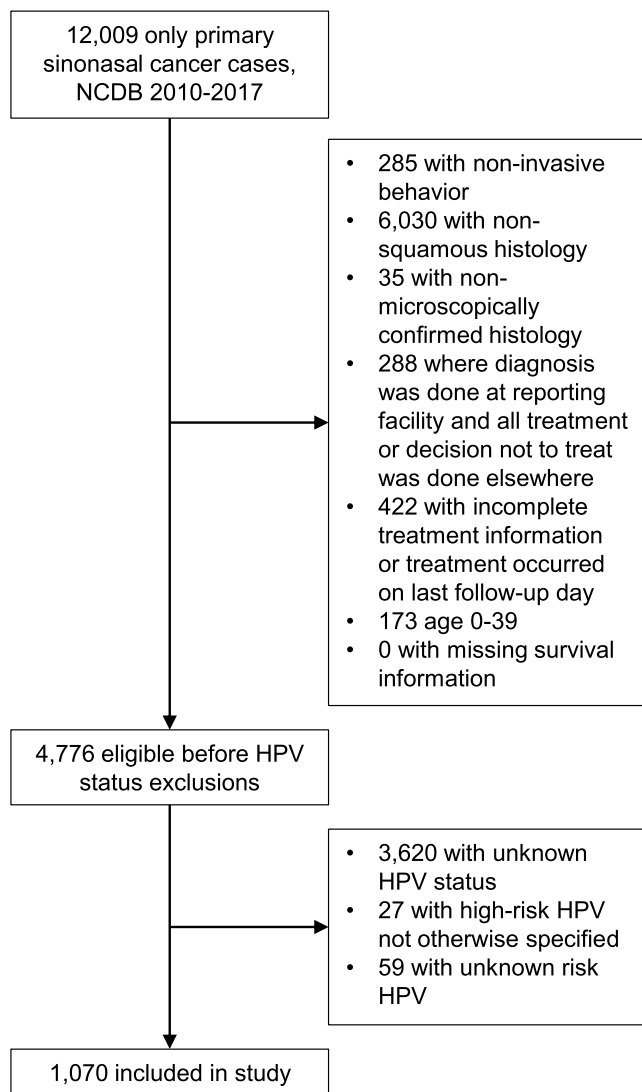 12,009 only primary
sinonasal cancer cases,
NCDB 2010-2017
• 285 with non-invasive
behavior
• 6,030 with non-
squamous histology
• 35 with non-
microscopically
confirmed histology
• 288 where diagnosis
was done at reporting
facility and all treatment
or decision not to treat
was done elsewhere
• 422 with incomplete
treatment information
or treatment occurred
on last follow-up day
• 173 age 0-39
• 0 with missing survival
information
4,776 eligible before HPV
status exclusions
• 3,620 with unknown
HPV status
• 27 with high-risk HPV
not otherwise specified
• 59 with unknown risk
HPV
1,070 included in study